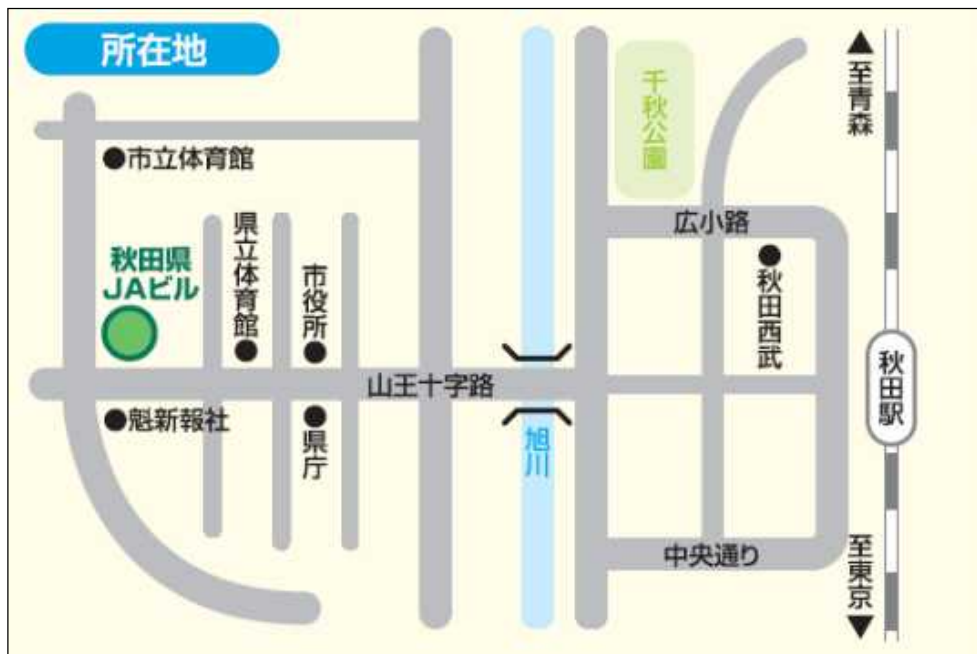 所在地
千秋公園
▲至青森
●市立体育館
広小路
秋田県
JAビル
県立体育館●
市役所●
●秋田西武
秋田駅
山王十字路
●魁新報社
●県庁
旭川
中央通り
至東京▼